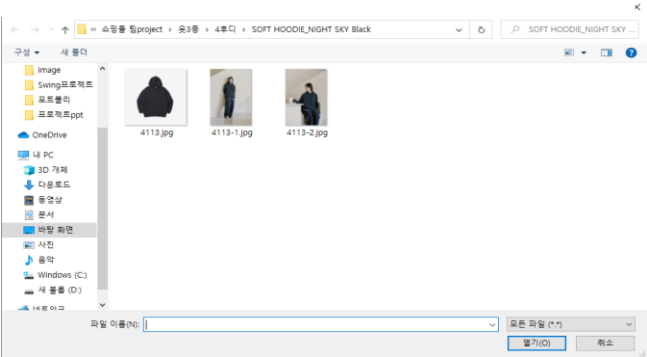 « 쇼핑몰 팀project › 옷3종 › 4후디 › SOFT HOODIE_NIGHT SKY Black
SOFT HOODIE_NIGHT SKY ...
구성 새 폴더
image
Swing프로젝트
포트폴리
프로젝트ppt
OneDrive
내 PC
3D 개체
다운로드
동영상
문서
바탕 화면
사진
음악
Windows (C:)
새 볼륨 (D:)
네트워크
4113.jpg
4113-1.jpg
4113-2.jpg
파일 이름(N):
모든 파일 (*.*)
열기(O) 취소